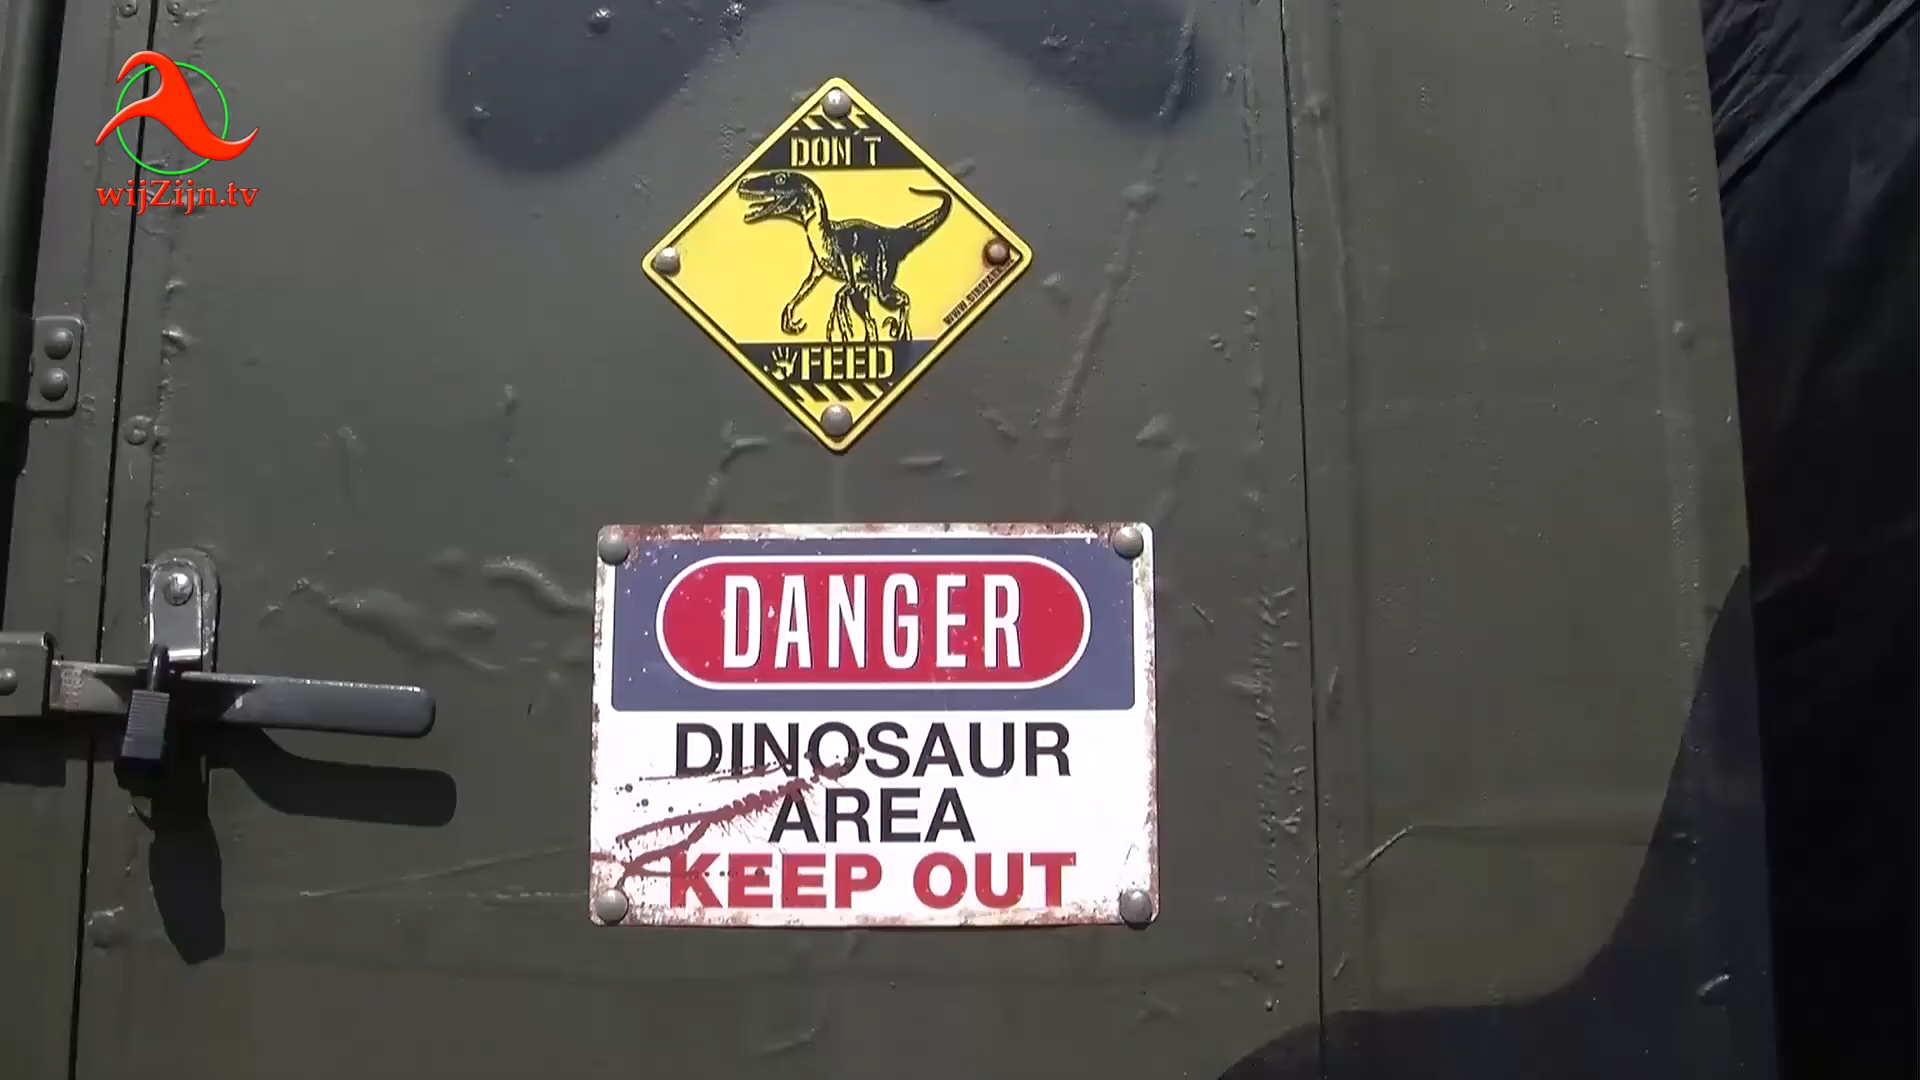 wijZijn.tv
DON'T
FEED
DANGER
DINOSAUR
AREA
KEEP OUT